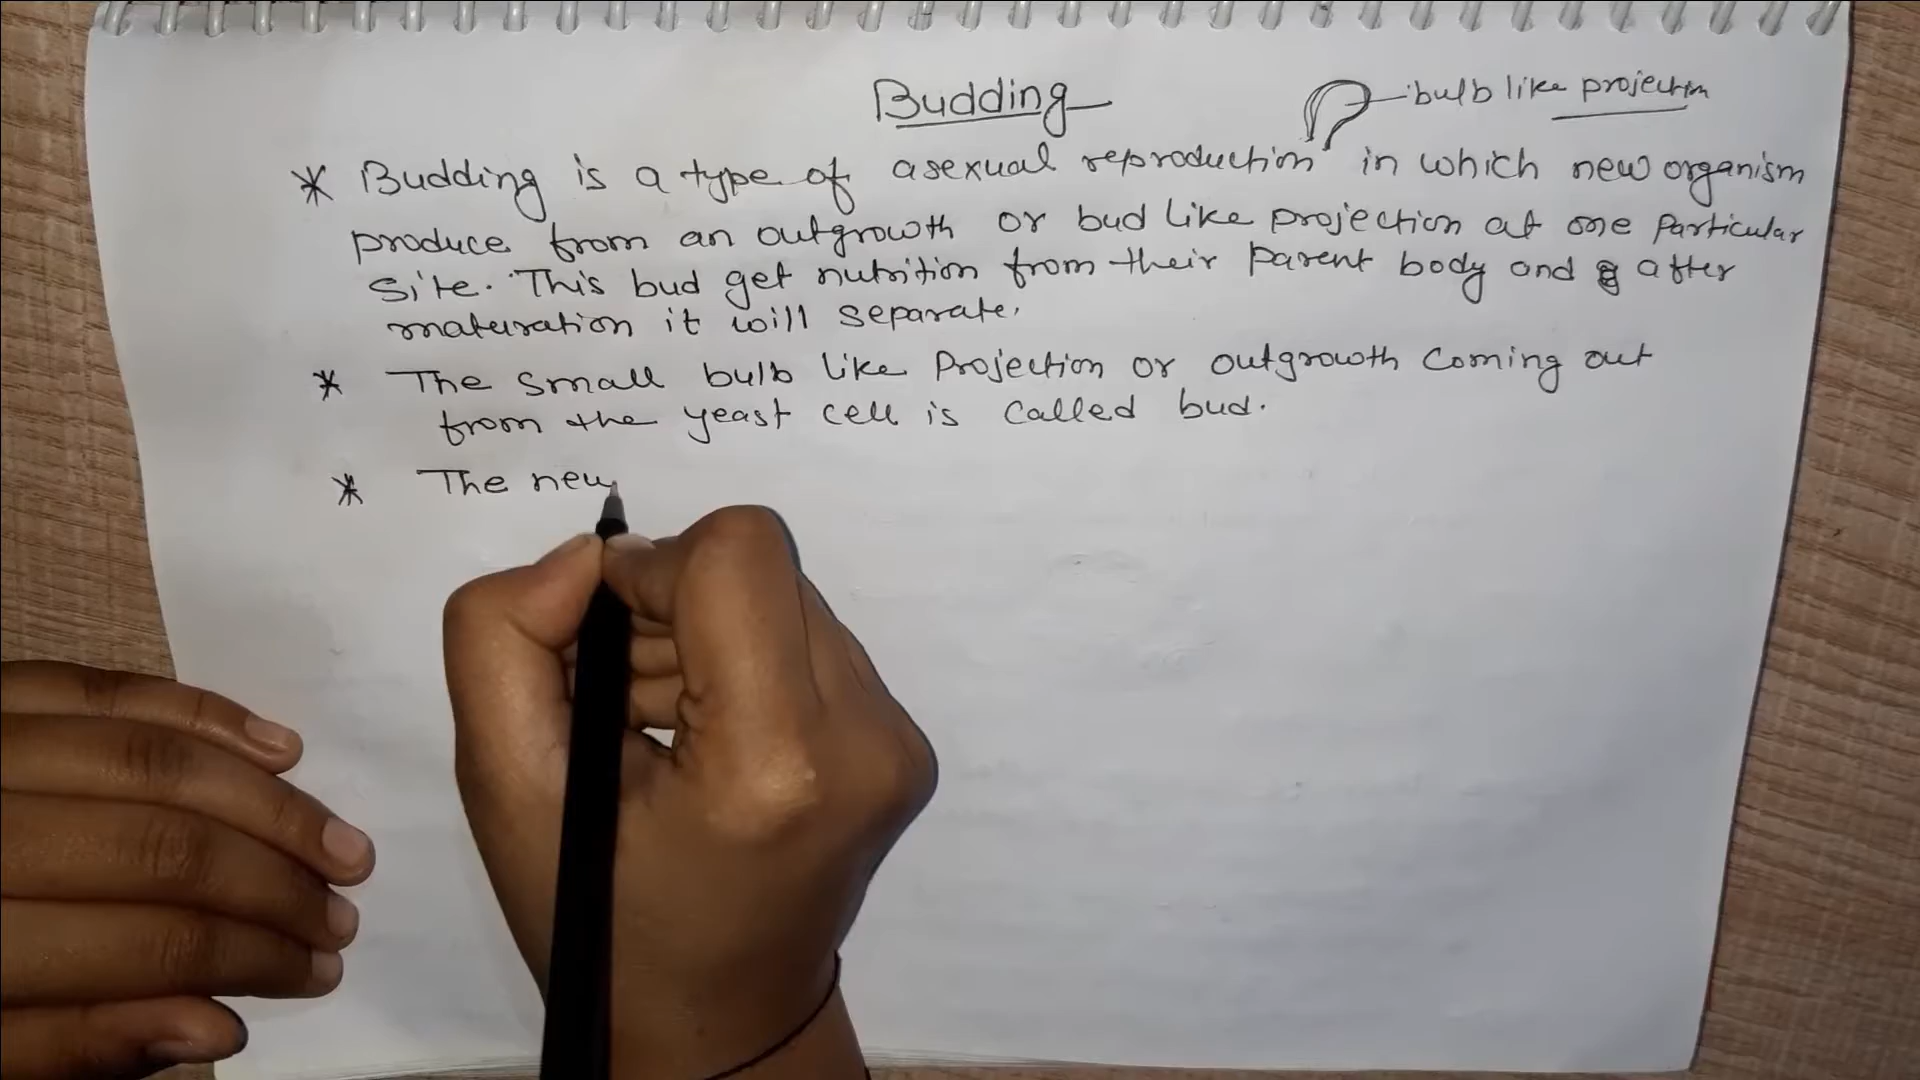 Budding
bulb like projection
* Budding is a type of asexual reproduction in which new organism
produce from an outgrowth or bud like projection at one Particular
Site. This bud get nutrition from their Parent body and after
maturation it will separate.
* The small bulb like Projection or outgrowth Coming out
from the yeast cell is Called bud.
* The new